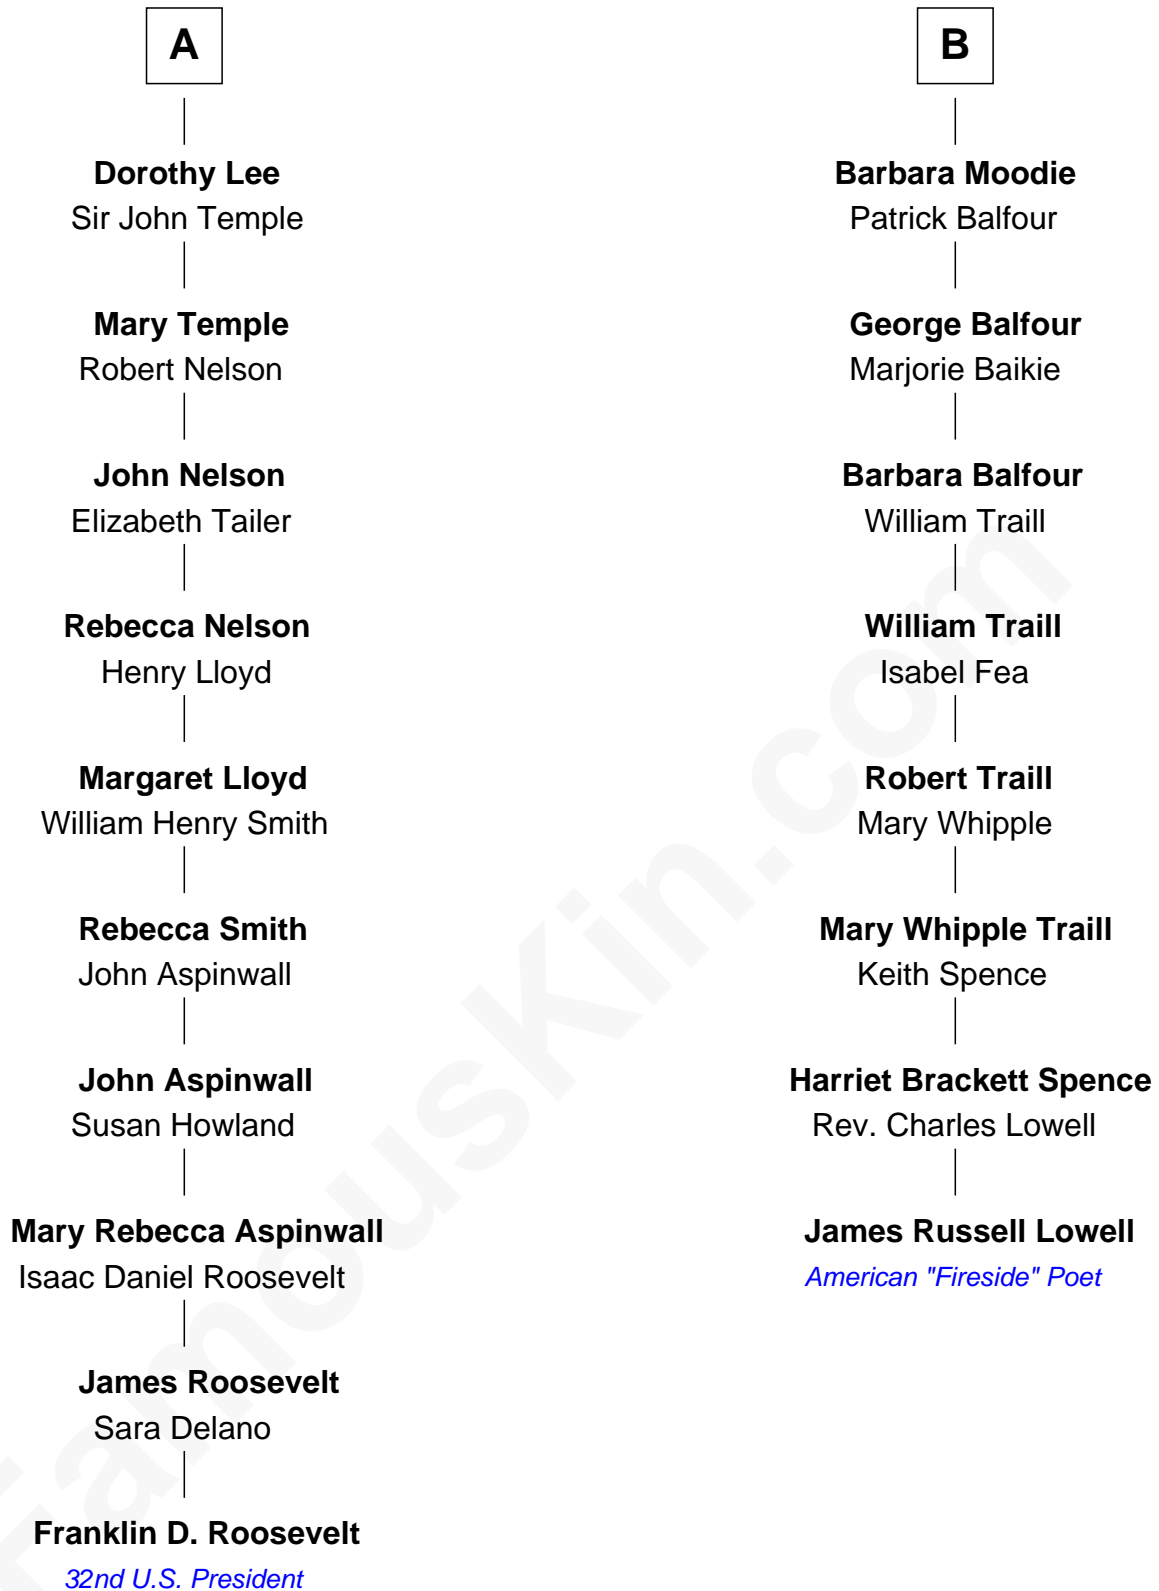 A
Dorothy Lee
Sir John Temple
Mary Temple
Robert Nelson
John Nelson
Elizabeth Tailer
Rebecca Nelson
Henry Lloyd
Margaret Lloyd
William Henry Smith
Rebecca Smith
John Aspinwall
John Aspinwall
Susan Howland
Mary Rebecca Aspinwall
Isaac Daniel Roosevelt
James Roosevelt
Sara Delano
Franklin D. Roosevelt
32nd U.S. President
B
Barbara Moodie
Patrick Balfour
George Balfour
Marjorie Baikie
Barbara Balfour
William Traill
William Traill
Isabel Fea
Robert Traill
Mary Whipple
Mary Whipple Traill
Keith Spence
Harriet Brackett Spence
Rev. Charles Lowell
James Russell Lowell
American "Fireside" Poet
FamousKin.com